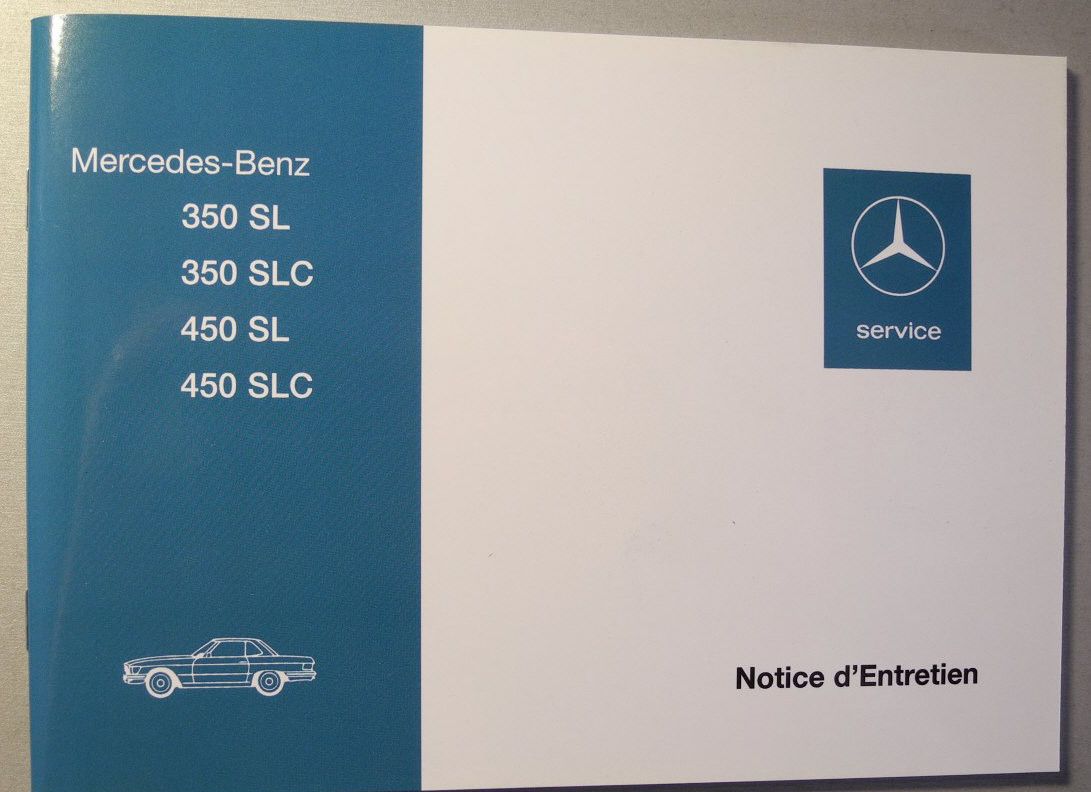 Mercedes-Benz
350 SL
350 SLC
450 SL
450 SLC
service
Notice d'Entretien